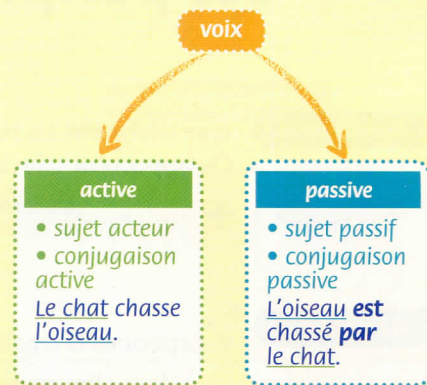 voix
active
• sujet acteur
• conjugaison
active
Le chat chasse
l'oiseau.
passive
• sujet passif
• conjugaison
passive
L'oiseau est
chassé par
le chat.